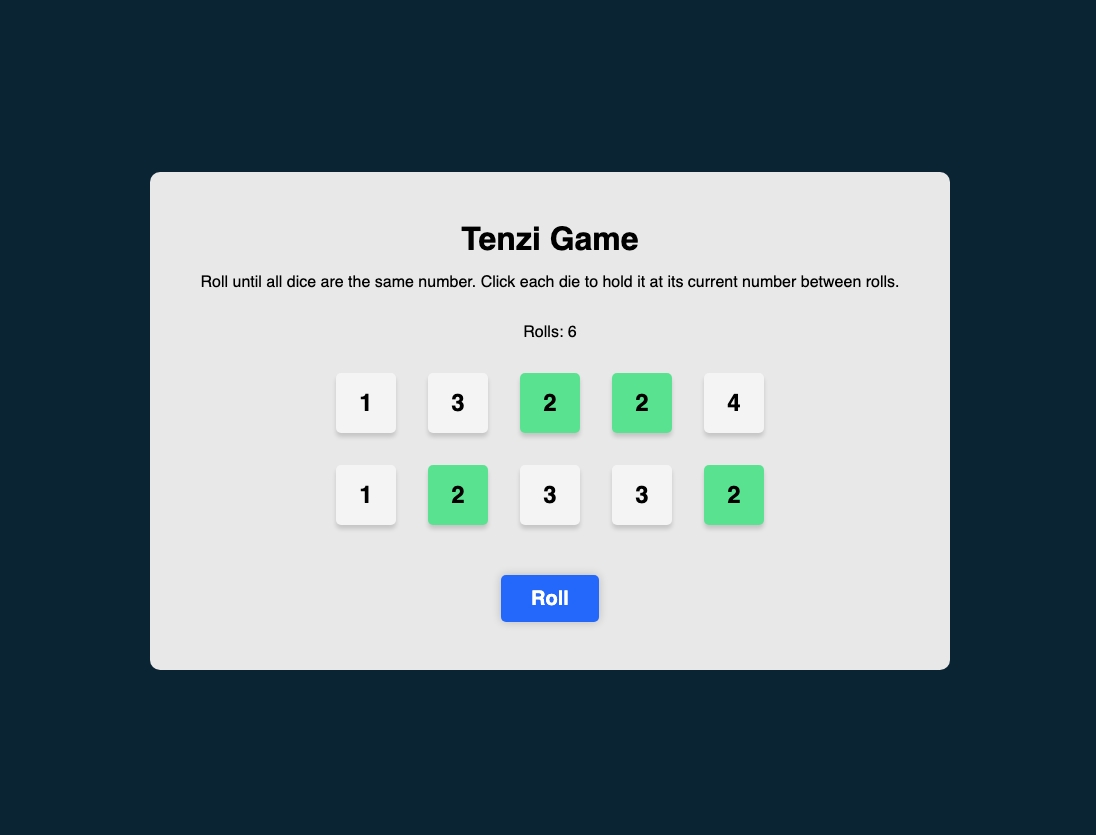 Tenzi Game
Roll until all dice are the same number. Click each die to hold it at its current number between rolls.
Rolls: 6
1 3 2 2 4
1 2 3 3 2
Roll